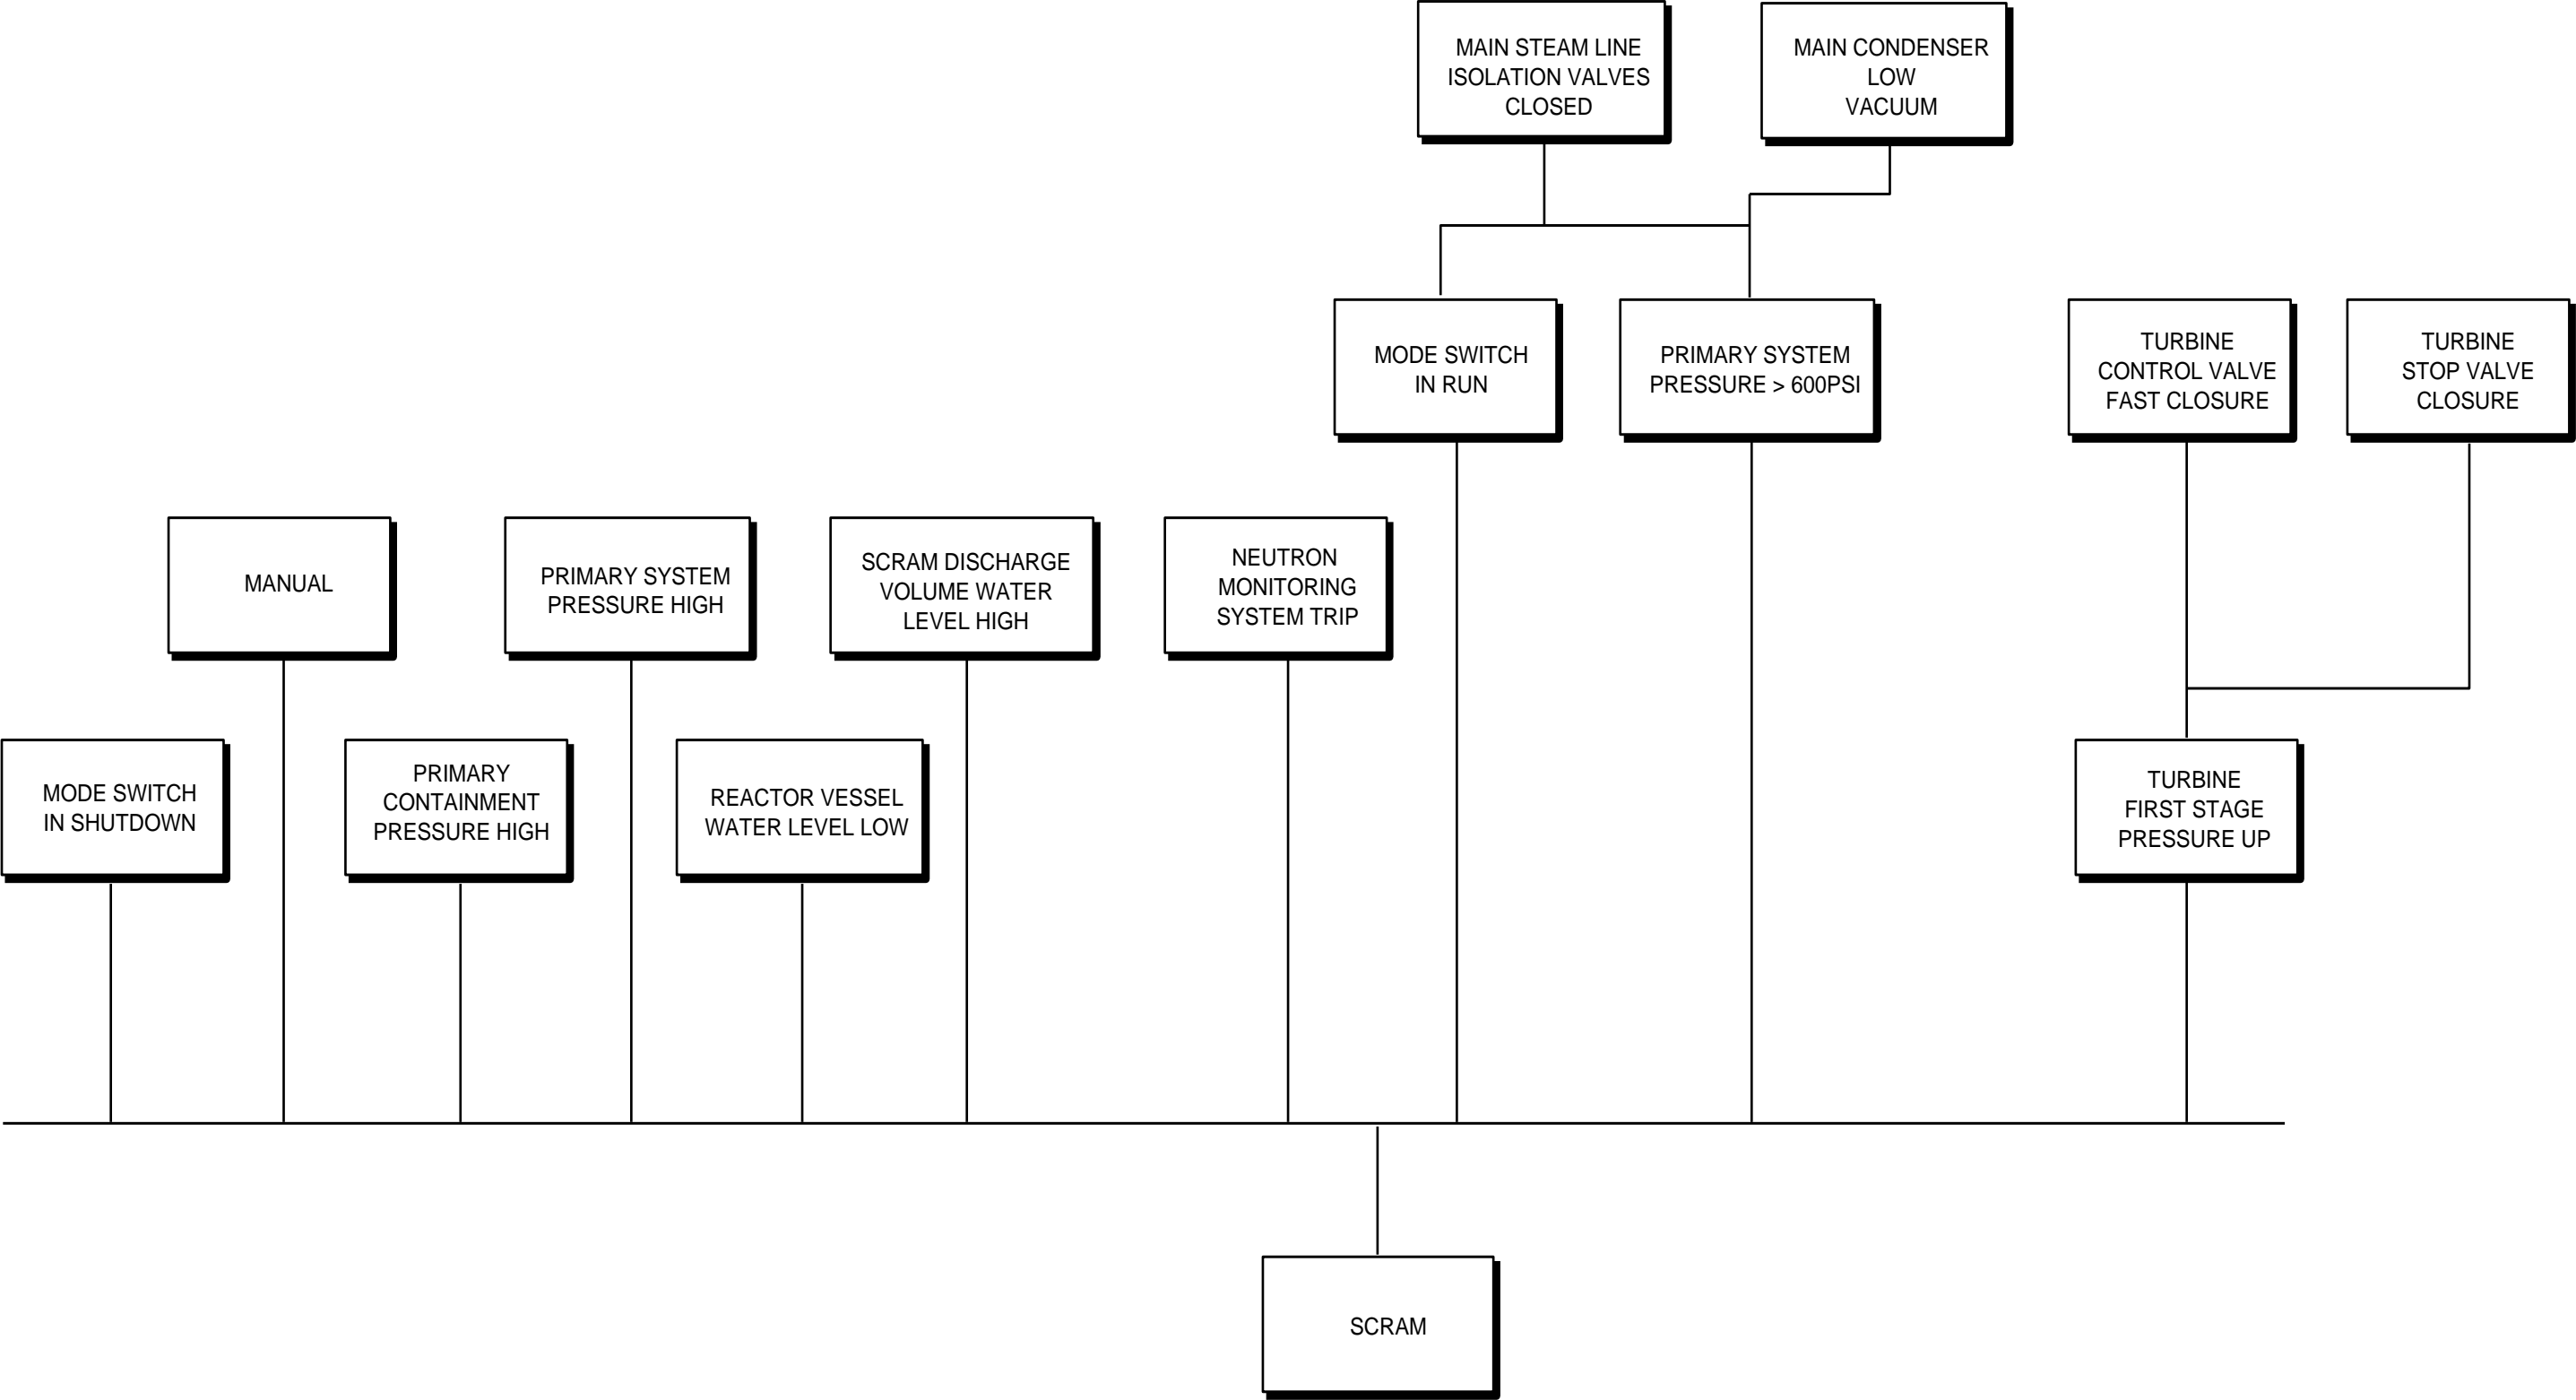 MAIN STEAM LINE
ISOLATION VALVES
CLOSED
MAIN CONDENSER
LOW
VACUUM
MODE SWITCH
IN RUN
PRIMARY SYSTEM
PRESSURE > 600PSI
TURBINE
CONTROL VALVE
FAST CLOSURE
TURBINE
STOP VALVE
CLOSURE
MANUAL
PRIMARY SYSTEM
PRESSURE HIGH
SCRAM DISCHARGE
VOLUME WATER
LEVEL HIGH
NEUTRON
MONITORING
SYSTEM TRIP
MODE SWITCH
IN SHUTDOWN
PRIMARY
CONTAINMENT
PRESSURE HIGH
REACTOR VESSEL
WATER LEVEL LOW
TURBINE
FIRST STAGE
PRESSURE UP
SCRAM